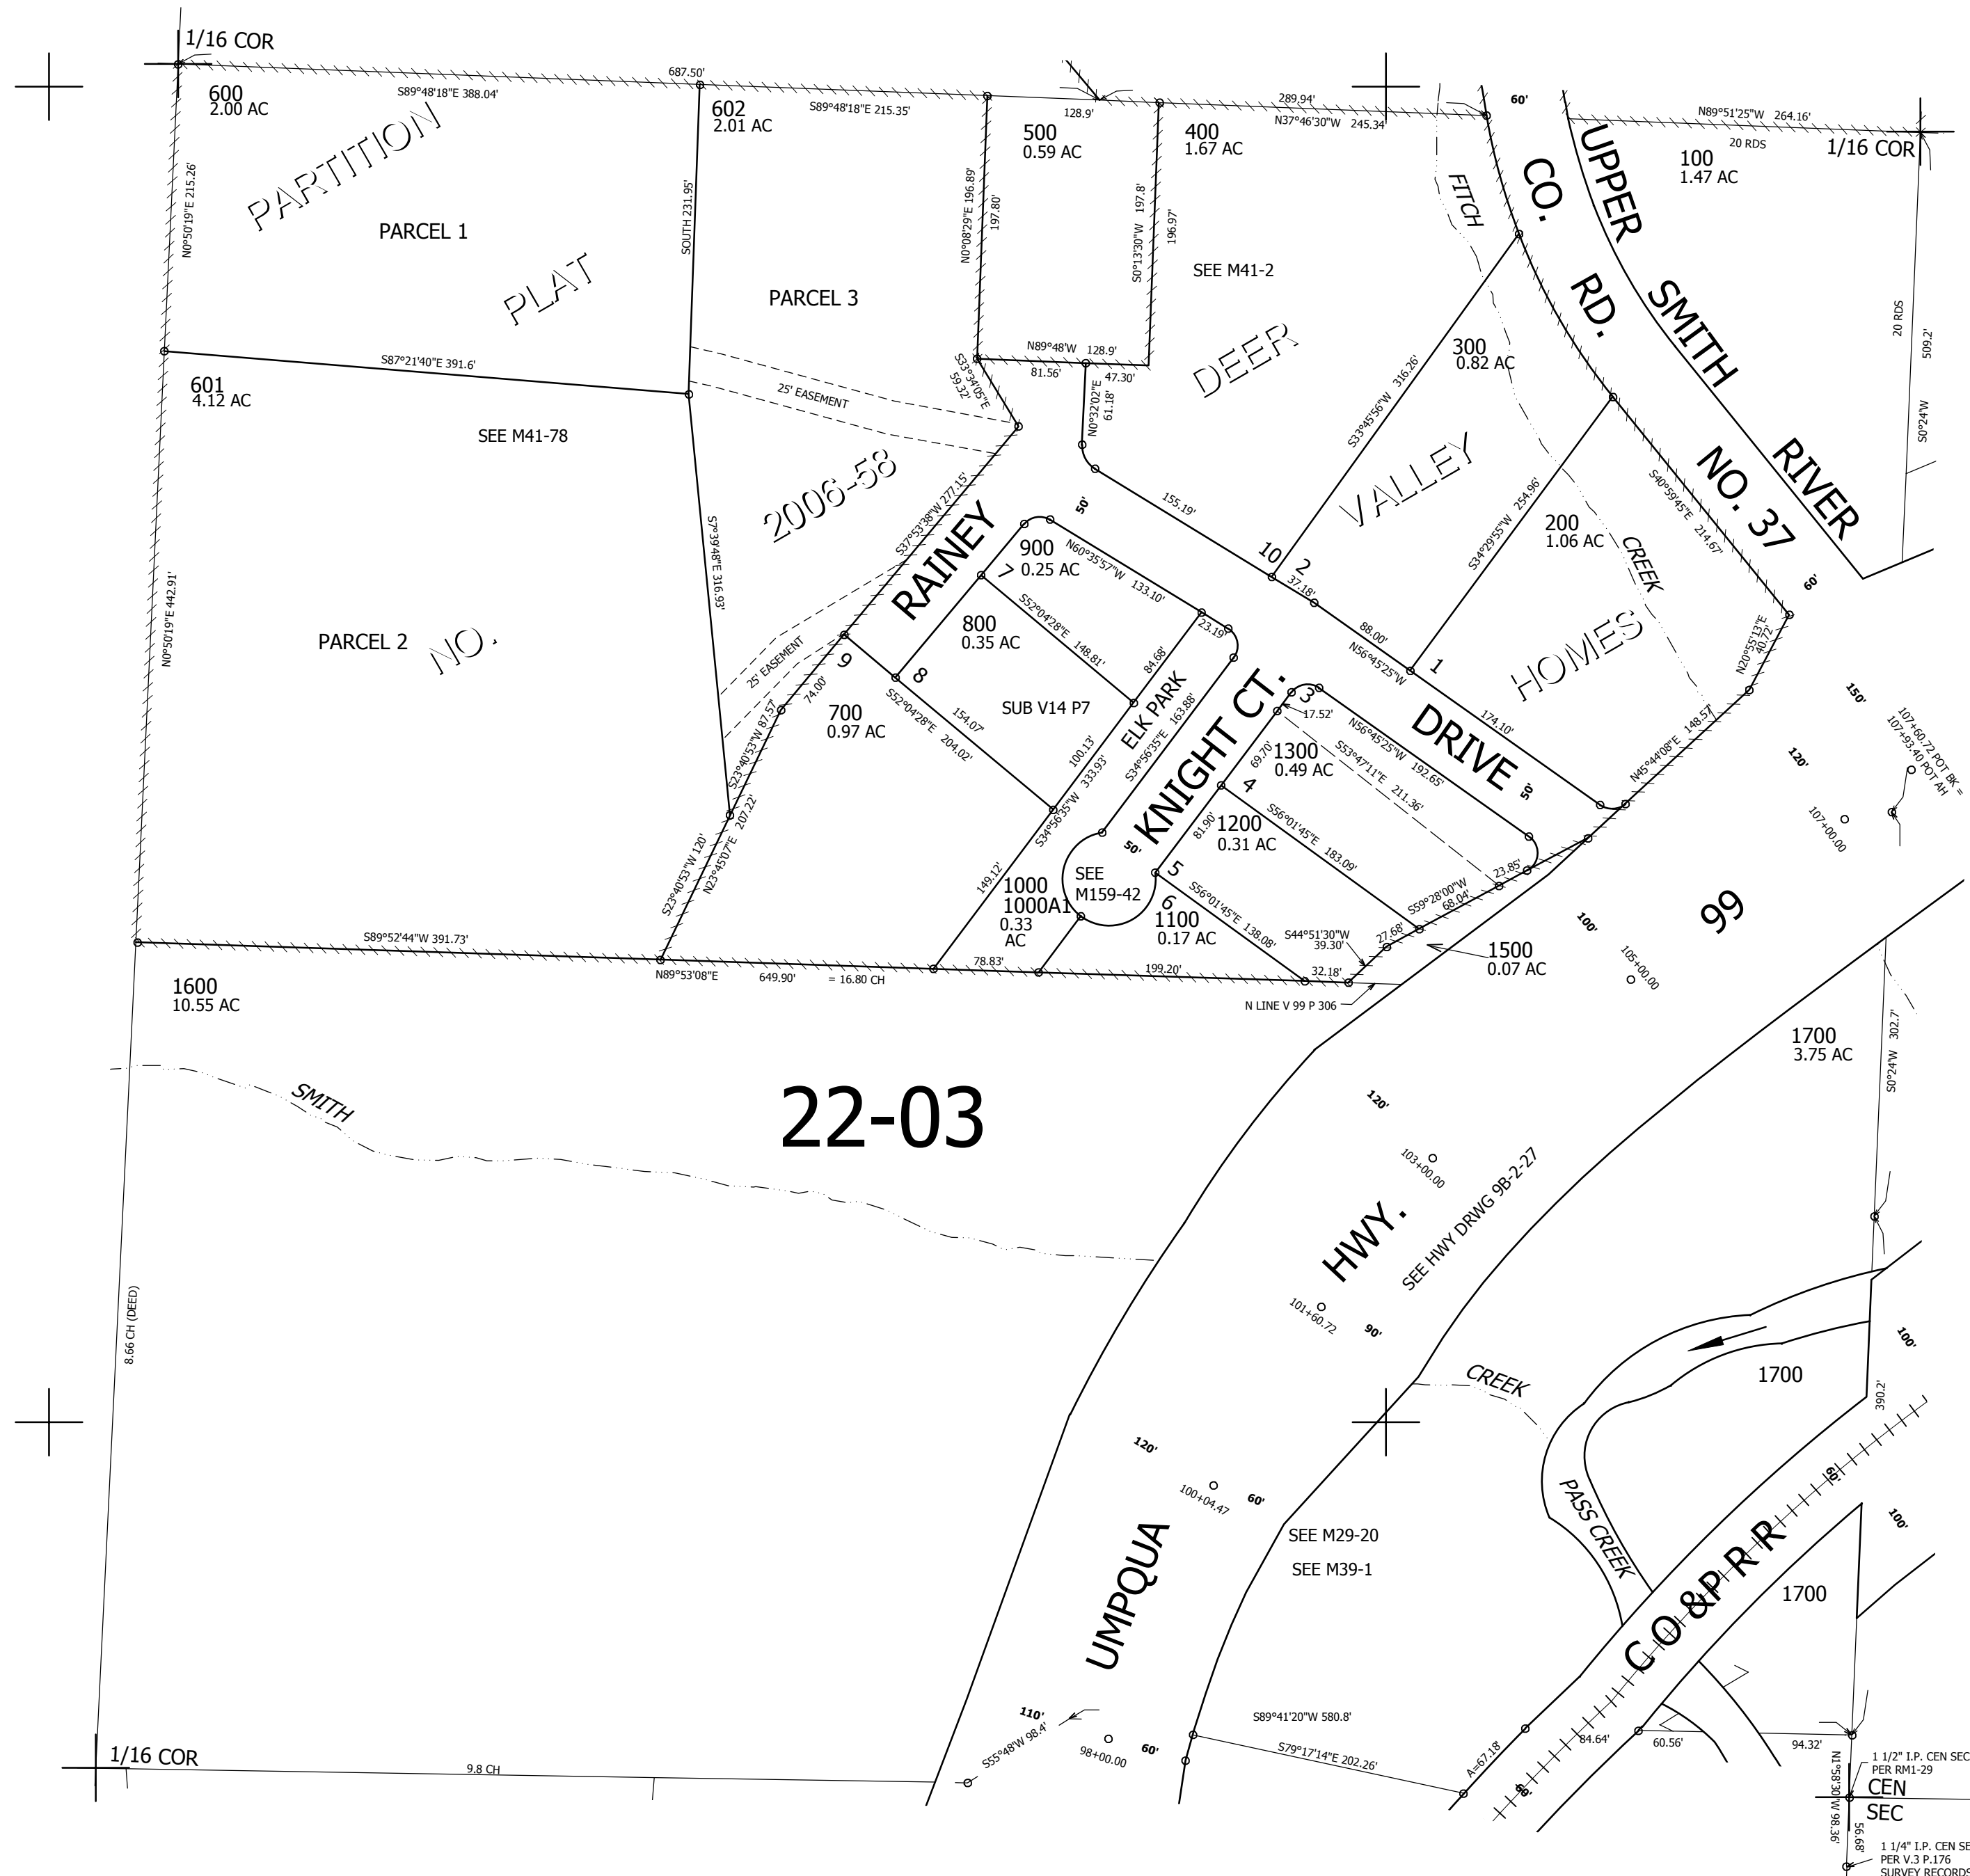 1/16 COR
687.50'
S89°48'18"E 388.04'
600
2.00 AC
602
2.01 AC
S89°48'18"E 215.35'
128.9'
500
0.59 AC
289.94'
N37°46'30"W 245.34'
400
1.67 AC
60'
N89°51'25"W 264.16'
20 RDS
1/16 COR
100
1.47 AC
PARTITION
PARCEL 1
N0°50'19"E 215.26'
SOUTH 231.95'
PLAT
PARCEL 3
N0°08'29"E 196.89'
197.80'
S0°13'30"W 197.8'
196.97'
SEE M41-2
FITCH
CO.
RD.
UPPER
SMITH
RIVER
NO. 37
20 RDS
509.2'
S0°24'W
DEER
S87°21'40"E 391.6'
601
4.12 AC
SEE M41-78
25' EASEMENT
S33°34'05"E
59.32'
N89°48'W 128.9'
81.56'
47.30'
N0°32'02"E
61.18'
300
0.82 AC
S33°45'56"W 316.26'
VALLEY
2006-58
S37°53'38"W 277.15'
50'
155.19'
S34°29'55"W 254.96'
200
1.06 AC
S40°59'45"E 214.67'
CREEK
60'
S7°39'48"E 316.93'
RAINEY
900
0.25 AC
7
N60°35'57"W 133.10'
10
2
37.18'
88.00'
N56°45'25"W
1
HOMES
N20°55'13"E
40.72'
N0°50'19"E 442.91'
PARCEL 2
NO.
25' EASEMENT
800
0.35 AC
S52°04'28"E 148.81'
23.19'
84.68'
9
8
74.00'
S52°04'28"E 204.02'
154.07'
SUB V14 P7
700
0.97 AC
ELK PARK
S34°56'35"E 163.88'
100.13'
S34°56'35"W 333.93'
149.12'
KNIGHT CT.
3
17.52'
DRIVE
174.10'
N56°45'25"W 192.65'
50'
N45°44'08"E 148.57'
150'
120'
107+60.72 POT BK =
107+93.40 POT AH
107+00.00
S23°40'53"W 87.57'
69.70'
1300
0.49 AC
S53°47'11"E 211.36'
4
81.90'
1200
0.31 AC
S56°01'45"E 183.09'
23.85'
S59°28'00"W
68.04'
S23°40'53"W 120'
N23°45'07"E 207.22'
50'
SEE
M159-42
5
6
S56°01'45"E 138.08'
1000
1000A1
0.33
AC
1100
0.17 AC
S44°51'30"W
39.30'
27.68'
1500
0.07 AC
100'
105+00.00
99
S89°52'44"W 391.73'
N89°53'08"E 649.90' = 16.80 CH
78.83'
199.20'
32.18'
N LINE V 99 P 306
1600
10.55 AC
1700
3.75 AC
S0°24'W 302.7'
SMITH
22-03
120'
103+00.00
HWY.
SEE HWY DRWG 9B-2-27
101+60.72
90'
8.66 CH (DEED)
CREEK
1700
100'
390.2'
120'
100+04.47
60'
PASS CREEK
60'
100'
UMPQUA
SEE M29-20
SEE M39-1
C O &P R R
1700
110'
S55°48'W 98.4'
98+00.00
60'
S89°41'20"W 580.8'
S79°17'14"E 202.26'
A=67.18'
84.64'
60.56'
94.32'
60'
1/16 COR
9.8 CH
N1°58'30"W 98.36'
56.68'
1 1/2" I.P. CEN SEC
PER RM1-29
CEN
SEC
1 1/4" I.P. CEN SE
PER V.3 P.176
SURVEY RECORDS